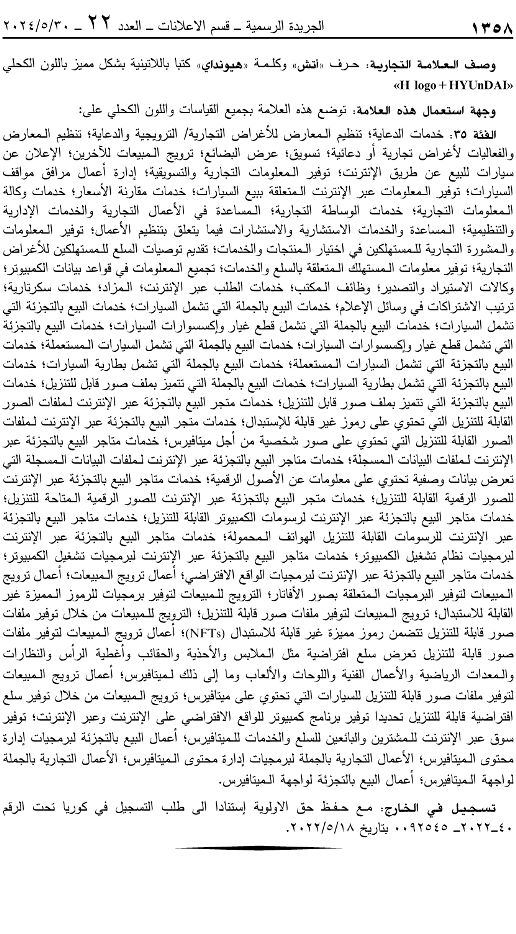 ١٣٥٨ الجريدة الرسمية ــ قسم الاعلانات ــ العدد ٢٢ ــ ٢٠٢٤/٥/٣٠
وصف العلامة التجارية: حرف «أتش» وكلمة «هيونداي» كتبا باللاتينية بشكل مميز باللون الكحلي
«H logo + HYUnDAI»
وجهة استعمال هذه العلامة: توضع هذه العلامة بجميع القياسات واللون الكحلي على:
الفئة ٣٥: خدمات الدعاية؛ تنظيم المعارض للأغراض التجارية/ الترويجية والدعاية؛ تنظيم المعارض
والفعاليات لأغراض تجارية أو دعائية؛ تسويق؛ عرض البضائع؛ ترويج المبيعات للآخرين؛ الإعلان عن
سيارات للبيع عن طريق الإنترنت؛ توفير المعلومات التجارية والتسويقية؛ إدارة أعمال مرافق مواقف
السيارات؛ توفير المعلومات عبر الإنترنت المتعلقة ببيع السيارات؛ خدمات مقارنة الأسعار؛ خدمات وكالة
المعلومات التجارية؛ خدمات الوساطة التجارية؛ المساعدة في الأعمال التجارية والخدمات الإدارية
والتنظيمية؛ المساعدة والخدمات الاستشارية والاستشارات فيما يتعلق بتنظيم الأعمال؛ توفير المعلومات
والمشورة التجارية للمستهلكين في اختيار المنتجات والخدمات؛ تقديم توصيات السلع للمستهلكين للأغراض
التجارية؛ توفير معلومات المستهلك المتعلقة بالسلع والخدمات؛ تجميع المعلومات في قواعد بيانات الكمبيوتر؛
وكالات الاستيراد والتصدير؛ وظائف المكتب؛ خدمات الطلب عبر الإنترنت؛ المزاد؛ خدمات سكرتارية؛
ترتيب الاشتراكات في وسائل الإعلام؛ خدمات البيع بالجملة التي تشمل السيارات؛ خدمات البيع بالتجزئة التي
تشمل السيارات؛ خدمات البيع بالجملة التي تشمل قطع غيار وإكسسوارات السيارات؛ خدمات البيع بالتجزئة
التي تشمل قطع غيار وإكسسوارات السيارات؛ خدمات البيع بالجملة التي تشمل السيارات المستعملة؛ خدمات
البيع بالتجزئة التي تشمل السيارات المستعملة؛ خدمات البيع بالجملة التي تشمل بطارية السيارات؛ خدمات
البيع بالتجزئة التي تشمل بطارية السيارات؛ خدمات البيع بالجملة التي تتميز بملف صور قابل للتنزيل؛ خدمات
البيع بالتجزئة التي تتميز بملف صور قابل للتنزيل؛ خدمات متجر البيع بالتجزئة عبر الإنترنت لملفات الصور
القابلة للتنزيل التي تحتوي على رموز غير قابلة للإستبدال؛ خدمات متجر البيع بالتجزئة عبر الإنترنت لملفات
الصور القابلة للتنزيل التي تحتوي على صور شخصية من أجل ميتافيرس؛ خدمات متاجر البيع بالتجزئة عبر
الإنترنت لملفات البيانات المسجلة؛ خدمات متاجر البيع بالتجزئة عبر الإنترنت لملفات البيانات المسجلة التي
تعرض بيانات وصفية تحتوي على معلومات عن الأصول الرقمية؛ خدمات متاجر البيع بالتجزئة عبر الإنترنت
للصور الرقمية القابلة للتنزيل؛ خدمات متجر البيع بالتجزئة عبر الإنترنت للصور الرقمية المتاحة للتنزيل؛
خدمات متاجر البيع بالتجزئة عبر الإنترنت لرسومات الكمبيوتر القابلة للتنزيل؛ خدمات متاجر البيع بالتجزئة
عبر الإنترنت للرسومات القابلة للتنزيل الهواتف المحمولة؛ خدمات متاجر البيع بالتجزئة عبر الإنترنت
لبرمجيات نظام تشغيل الكمبيوتر؛ خدمات متاجر البيع بالتجزئة عبر الإنترنت لبرمجيات تشغيل الكمبيوتر؛
خدمات متاجر البيع بالتجزئة عبر الإنترنت لبرمجيات الواقع الافتراضي؛ أعمال ترويج المبيعات؛ أعمال ترويج
المبيعات لتوفير البرمجيات المتعلقة بصور الأفاتار؛ الترويج للمبيعات لتوفير برمجيات للرموز المميزة غير
القابلة للاستبدال؛ ترويج المبيعات لتوفير ملفات صور قابلة للتنزيل؛ الترويج للمبيعات من خلال توفير ملفات
صور قابلة للتنزيل تتضمن رموز مميزة غير قابلة للاستبدال (NFTs)؛ أعمال ترويج المبيعات لتوفير ملفات
صور قابلة للتنزيل تعرض سلع افتراضية مثل الملابس والأحذية والحقائب وأغطية الرأس والنظارات
والمعدات الرياضية والأعمال الفنية واللوحات والألعاب وما إلى ذلك لميتافيرس؛ أعمال ترويج المبيعات
لتوفير ملفات صور قابلة للتنزيل للسيارات التي تحتوي على ميتافيرس؛ ترويج المبيعات من خلال توفير سلع
افتراضية قابلة للتنزيل تحديدا توفير برنامج كمبيوتر للواقع الافتراضي على الإنترنت وعبر الإنترنت؛ توفير
سوق عبر الإنترنت للمشترين والبائعين للسلع والخدمات للميتافيرس؛ أعمال البيع بالتجزئة لبرمجيات إدارة
محتوى الميتافيرس؛ الأعمال التجارية بالجملة لبرمجيات إدارة محتوى الميتافيرس؛ الأعمال التجارية بالجملة
لواجهة الميتافيرس؛ أعمال البيع بالتجزئة لواجهة الميتافيرس.
تسجيل في الخارج: مع حفظ حق الاولوية إستنادا الى طلب التسجيل في كوريا تحت الرقم
٤٠ــ٢٠٢٢ــ ٠٠٩٢٥٤٥ بتاريخ ٢٠٢٢/٥/١٨.